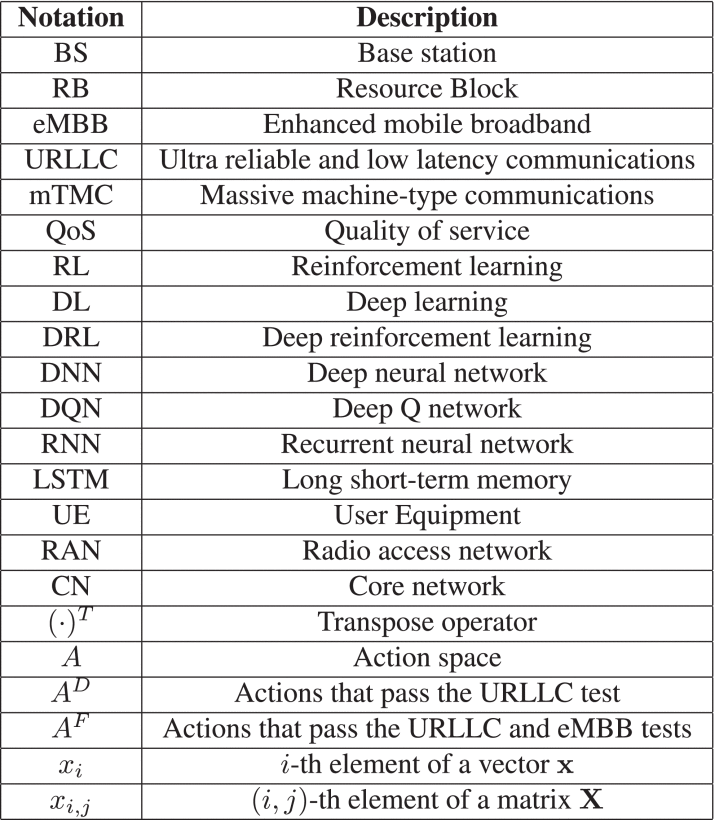 Notation Description
BS Base station
RB Resource Block
eMBB Enhanced mobile broadband
URLLC Ultra reliable and low latency communications
mTMC Massive machine-type communications
QoS Quality of service
RL Reinforcement learning
DL Deep learning
DRL Deep reinforcement learning
DNN Deep neural network
DQN Deep Q network
RNN Recurrent neural network
LSTM Long short-term memory
UE User Equipment
RAN Radio access network
CN Core network
(·)^T Transpose operator
A Action space
A^D Actions that pass the URLLC test
A^F Actions that pass the URLLC and eMBB tests
x_i i-th element of a vector x
x_{i,j} (i, j)-th element of a matrix X